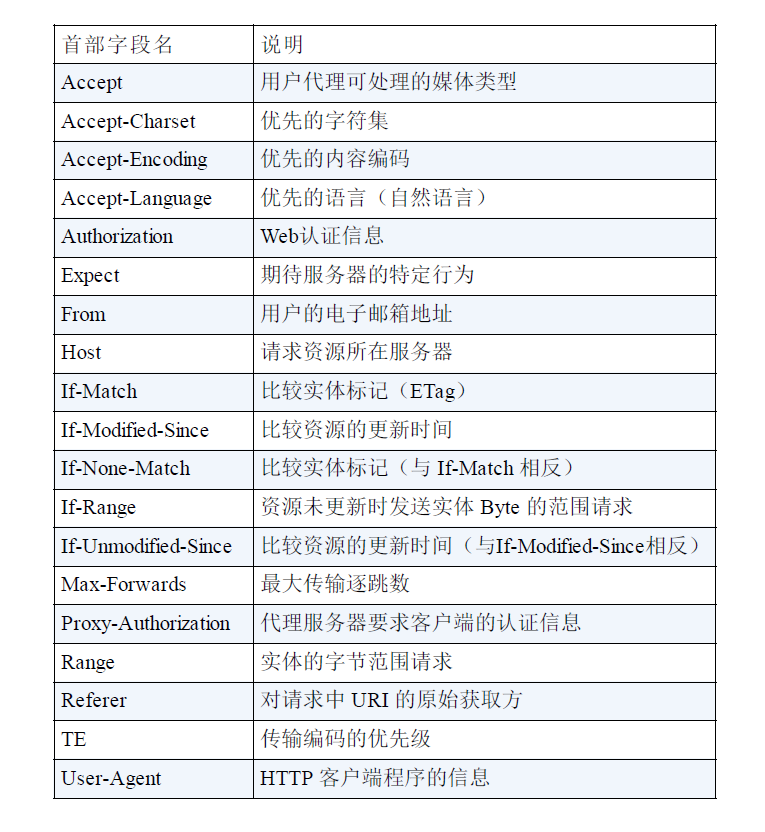 首部字段名 说明
Accept 用户代理可处理的媒体类型
Accept-Charset 优先的字符集
Accept-Encoding 优先的内容编码
Accept-Language 优先的语言（自然语言）
Authorization Web认证信息
Expect 期待服务器的特定行为
From 用户的电子邮箱地址
Host 请求资源所在服务器
If-Match 比较实体标记（ETag）
If-Modified-Since 比较资源的更新时间
If-None-Match 比较实体标记（与 If-Match 相反）
If-Range 资源未更新时发送实体 Byte 的范围请求
If-Unmodified-Since 比较资源的更新时间（与If-Modified-Since相反）
Max-Forwards 最大传输逐跳数
Proxy-Authorization 代理服务器要求客户端的认证信息
Range 实体的字节范围请求
Referer 对请求中 URI 的原始获取方
TE 传输编码的优先级
User-Agent HTTP 客户端程序的信息